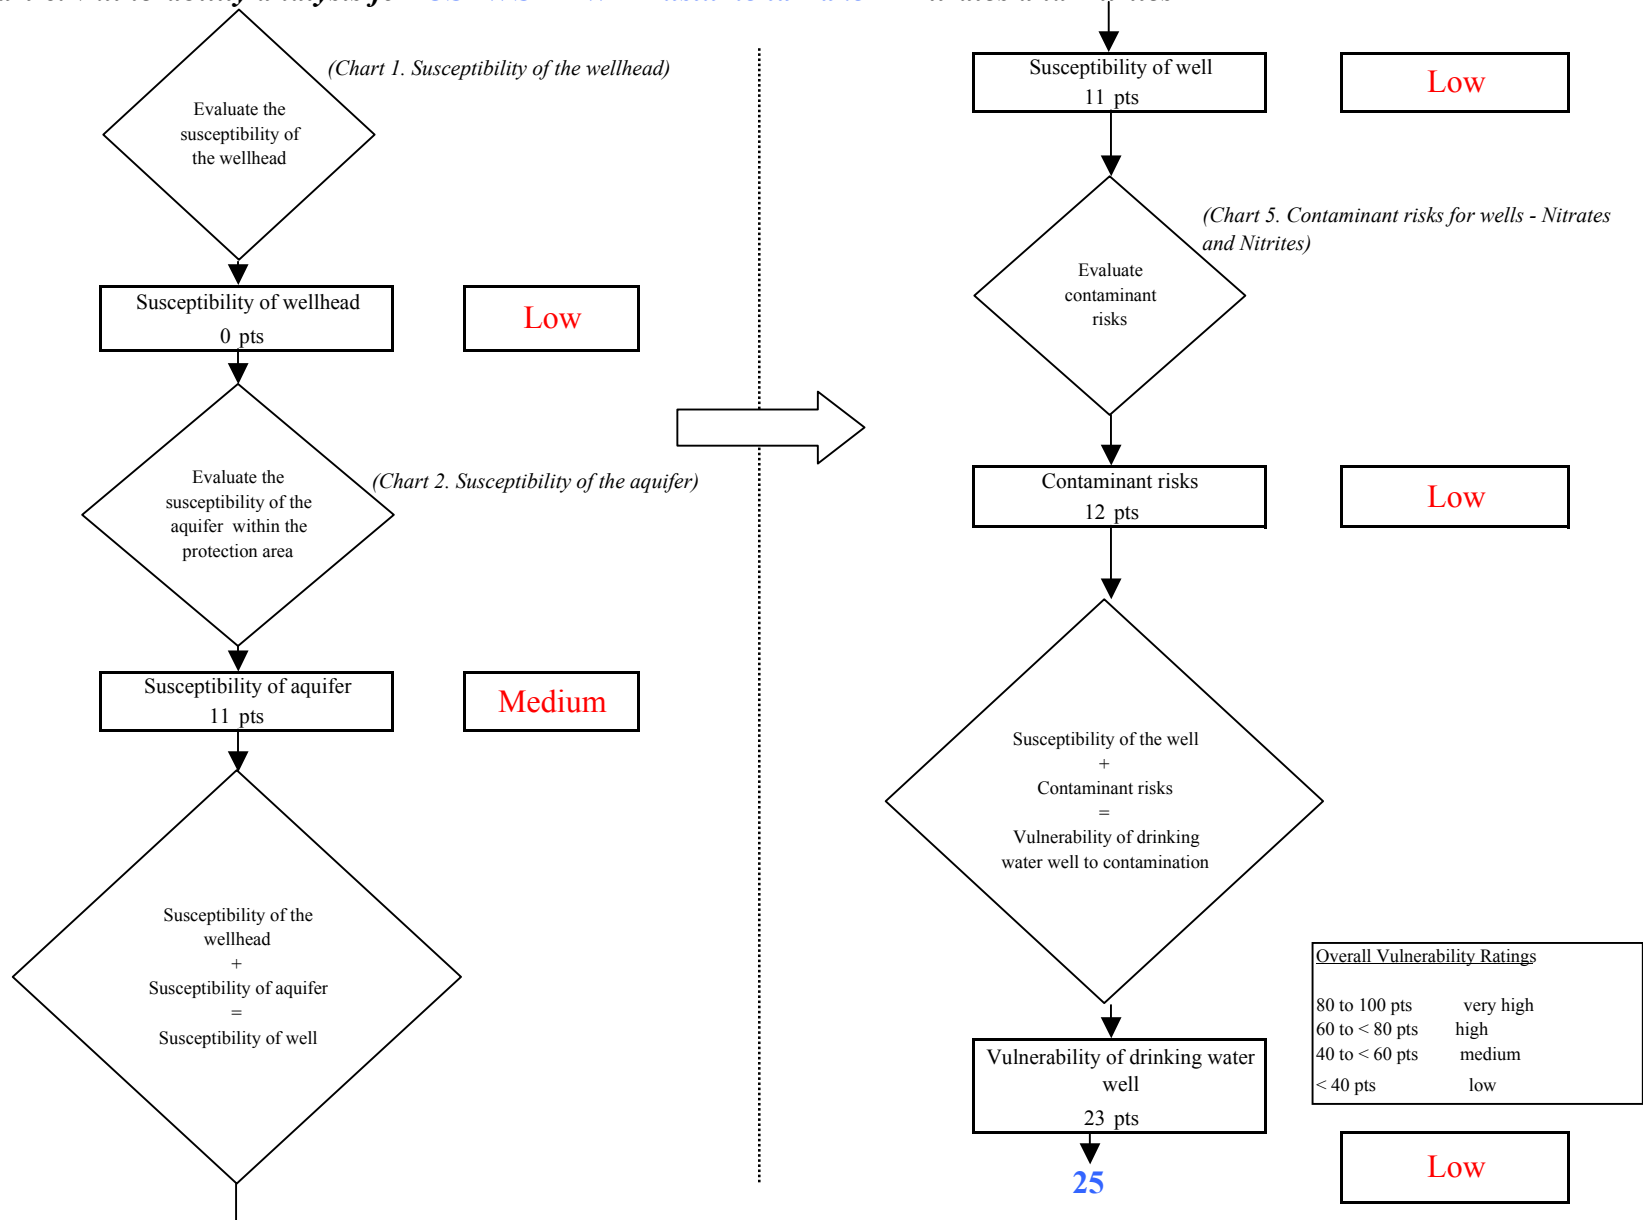 (Chart 1. Susceptibility of the wellhead)
Evaluate the
susceptibility of
the wellhead
Susceptibility of wellhead
0 pts
Low
(Chart 2. Susceptibility of the aquifer)
Evaluate the
susceptibility of the
aquifer within the
protection area
Susceptibility of aquifer
11 pts
Medium
Susceptibility of the
wellhead
+
Susceptibility of aquifer
=
Susceptibility of well
Susceptibility of well
11 pts
Low
(Chart 5. Contaminant risks for wells - Nitrates
and Nitrites)
Evaluate
contaminant
risks
Contaminant risks
12 pts
Low
Susceptibility of the well
+
Contaminant risks
=
Vulnerability of drinking
water well to contamination
Vulnerability of drinking water
well
23 pts
25
Overall Vulnerability Ratings
80 to 100 pts very high
60 to < 80 pts high
40 to < 60 pts medium
< 40 pts low
Low